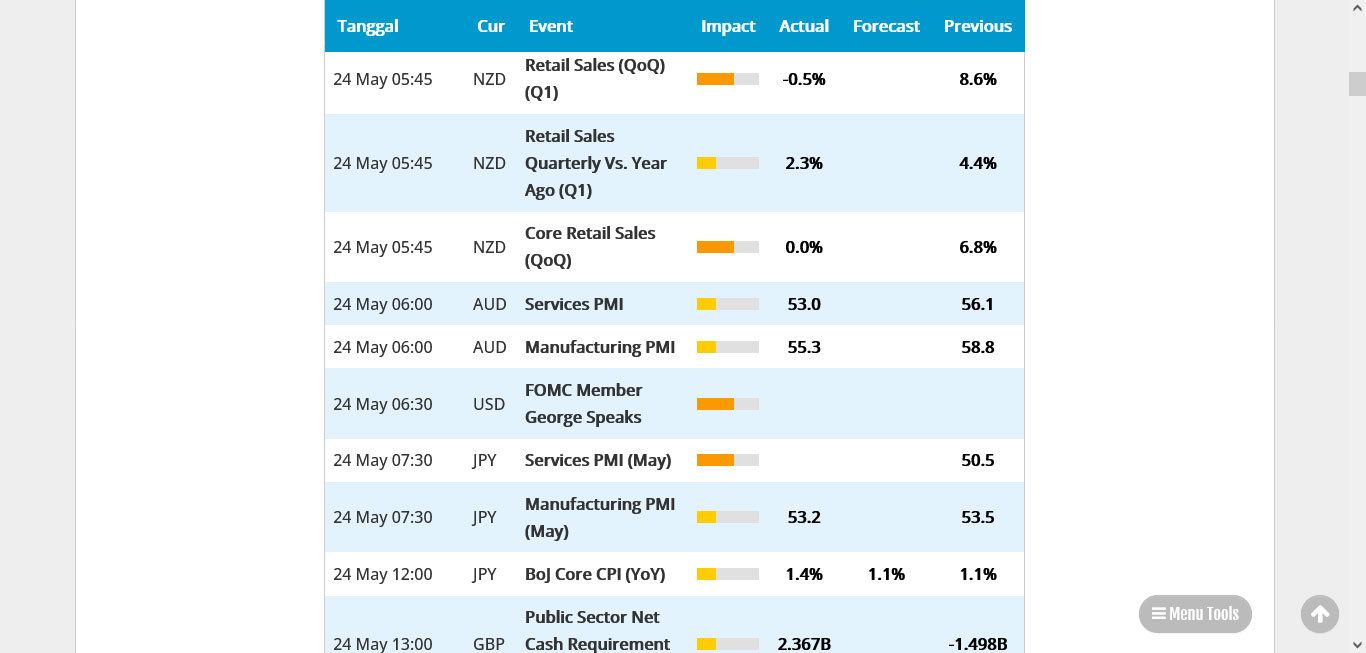 Tanggal Cur Event Impact Actual Forecast Previous
24 May 05:45 NZD Retail Sales (QoQ) -0.5% 8.6%
(Q1)
Retail Sales
24 May 05:45 NZD Quarterly Vs. Year 2.3% 4.4%
Ago (Q1)
24 May 05:45 NZD Core Retail Sales 0.0% 6.8%
(QoQ)
24 May 06:00 AUD Services PMI 53.0 56.1
24 May 06:00 AUD Manufacturing PMI 55.3 58.8
24 May 06:30 USD FOMC Member
George Speaks
24 May 07:30 JPY Services PMI (May) 50.5
24 May 07:30 JPY Manufacturing PMI 53.2 53.5
(May)
24 May 12:00 JPY BoJ Core CPI (YoY) 1.4% 1.1% 1.1%
Public Sector Net
24 May 13:00 GBP Cash Requirement 2.367B -1.498B
Menu Tools